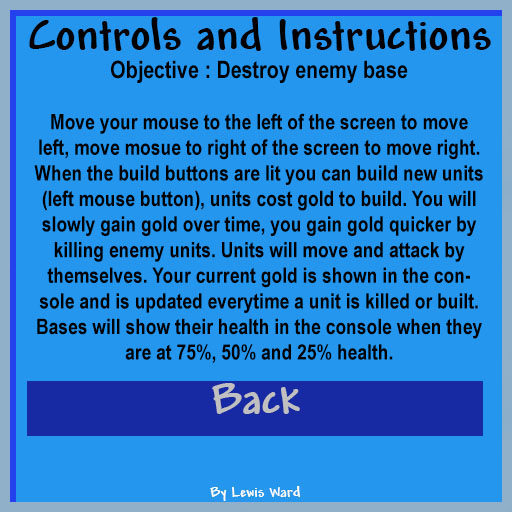 Controls and Instructions
Objective : Destroy enemy base
Move your mouse to the left of the screen to move
left, move mosue to right of the screen to move right.
When the build buttons are lit you can build new units
(left mouse button), units cost gold to build. You will
slowly gain gold over time, you gain gold quicker by
killing enemy units. Units will move and attack by
themselves. Your current gold is shown in the con-
sole and is updated everytime a unit is killed or built.
Bases will show their health in the console when they
are at 75%, 50% and 25% health.
Back
By Lewis Ward